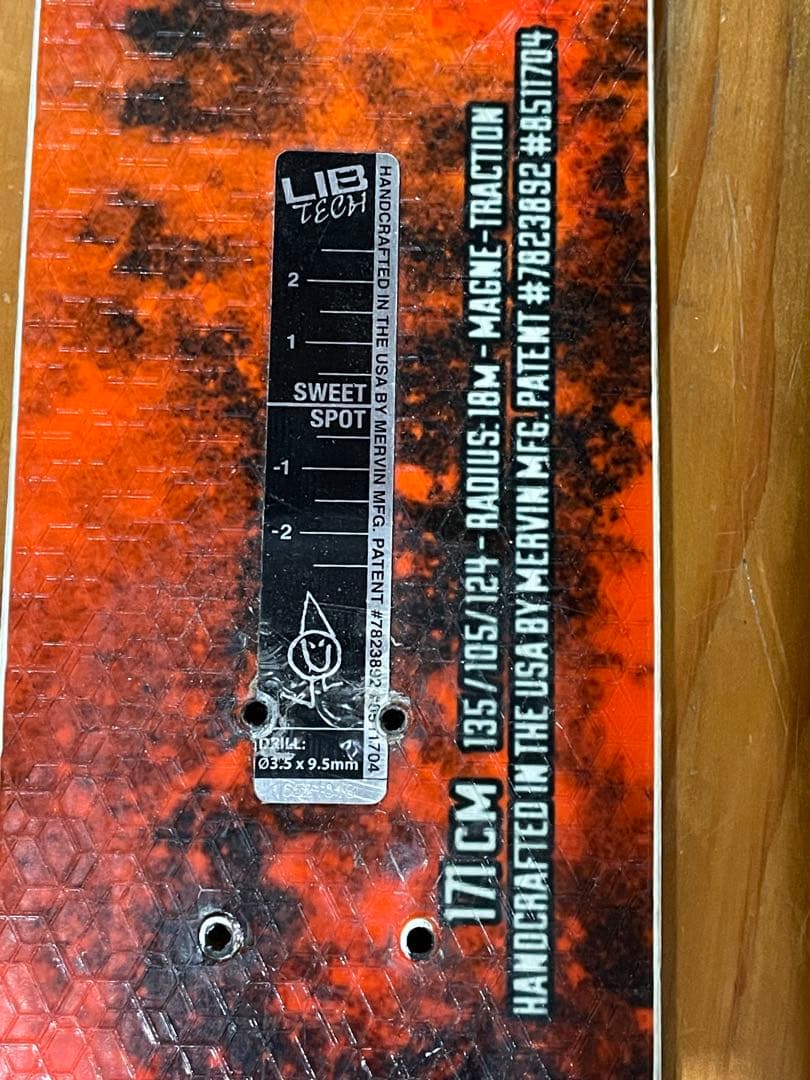 LIB
TECH
2
1
SWEET
SPOT
-1
-2
DRILL:
Ø3.5 x 9.5mm
HANDCRAFTED IN THE USA BY MERVIN MFG. PATENT #7823892 #8511704
171 CM 135/105/124 - RADIUS: 18M - MAGNE-TRACTION
HANDCRAFTED IN THE USA BY MERVIN MFG. PATENT #7823892 #8511704